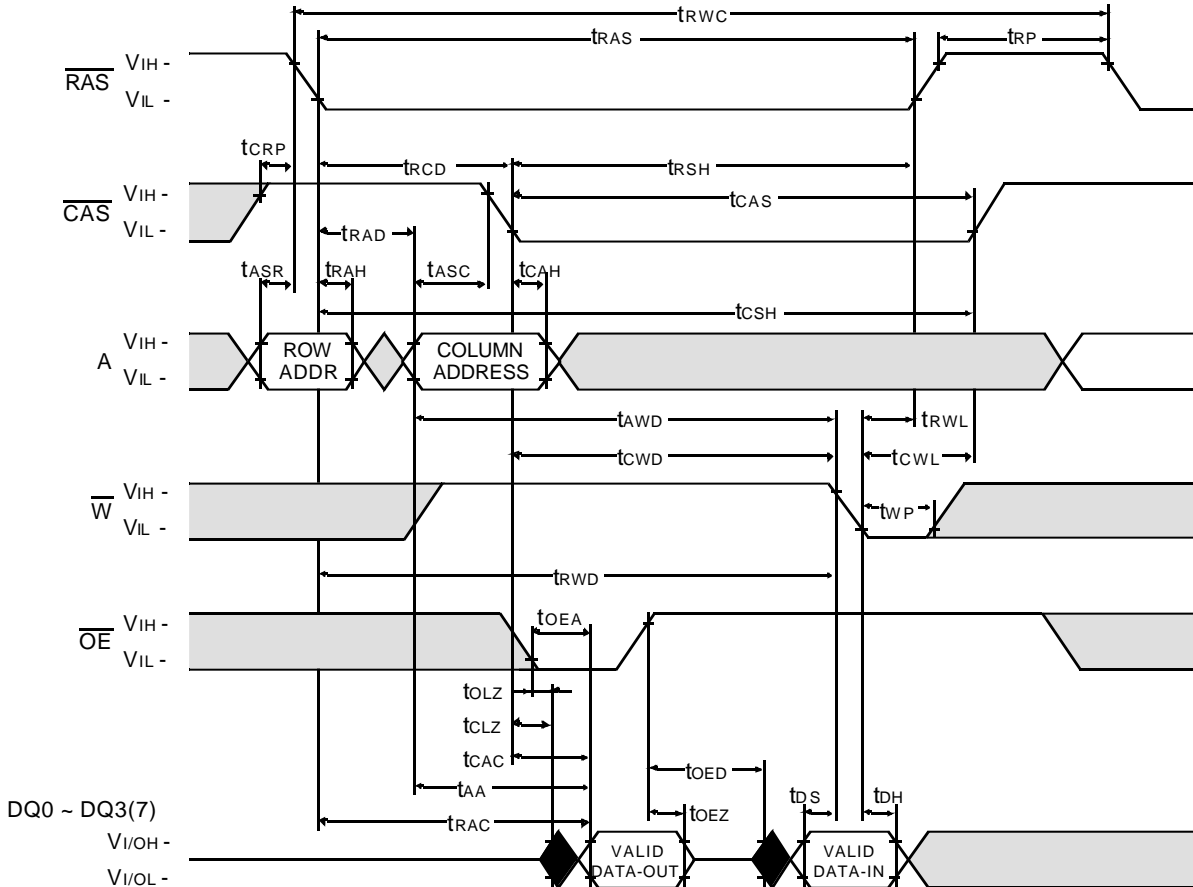 tRWC
tRAS
tRP
RAS
VIH -
VIL -
tCRP
tRCD
tRSH
CAS
VIH -
VIL -
tCAS
tRAD
tASR
tRAH
tASC
tCAH
tCSH
A
VIH -
VIL -
ROW
ADDR
COLUMN
ADDRESS
tAWD
tRWL
tCWD
tCWL
W
VIH -
VIL -
tWP
tRWD
OE
VIH -
VIL -
tOEA
tOLZ
tCLZ
tCAC
tOED
tAA
tOEZ
tDS
tDH
DQ0 ~ DQ3(7)
tRAC
VI/OH -
VI/OL -
VALID
DATA-OUT
VALID
DATA-IN